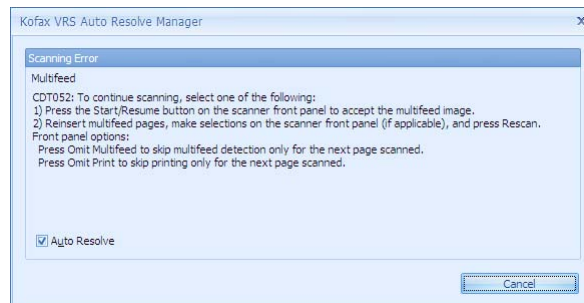 Kofax VRS Auto Resolve Manager
Scanning Error
Multifeed
CDT052: To continue scanning, select one of the following:
1) Press the Start/Resume button on the scanner front panel to accept the multifeed image.
2) Reinsert multifeed pages, make selections on the scanner front panel (if applicable), and press Rescan.
Front panel options:
Press Omit Multifeed to skip multifeed detection only for the next page scanned.
Press Omit Print to skip printing only for the next page scanned.
Auto Resolve
Cancel